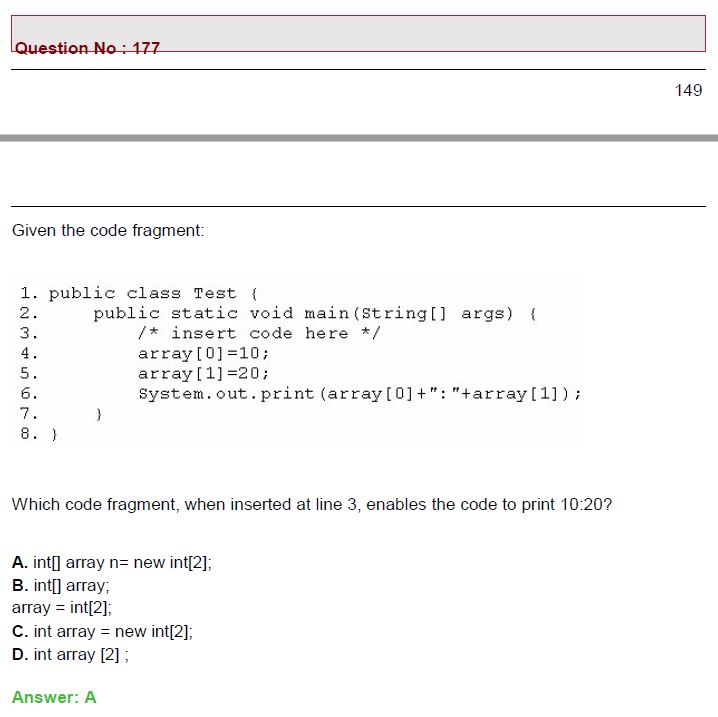 Question No : 177
149
Given the code fragment:
1. public class Test {
2. public static void main(String[] args) {
3. /* insert code here */
4. array[0]=10;
5. array[1]=20;
6. System.out.print(array[0]+":"+array[1]);
7. }
8. }
Which code fragment, when inserted at line 3, enables the code to print 10:20?
A. int[] array n= new int[2];
B. int[] array;
array = int[2];
C. int array = new int[2];
D. int array [2] ;
Answer: A